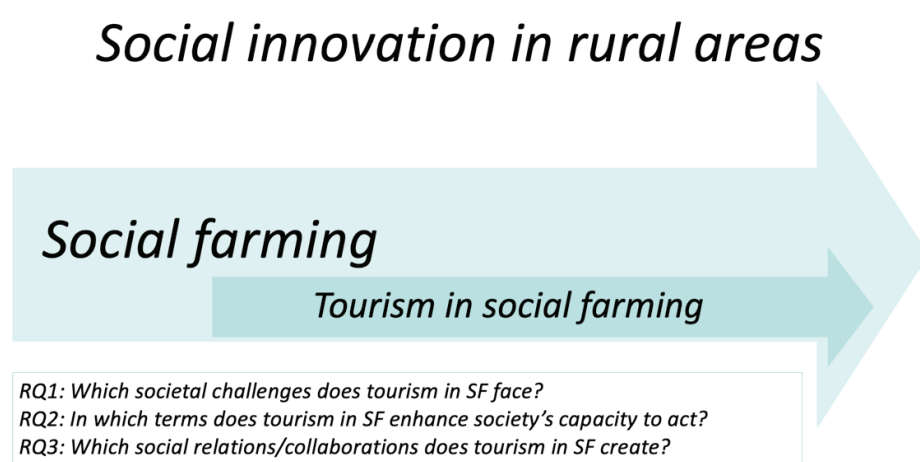 Social innovation in rural areas
Social farming
Tourism in social farming
RQ1: Which societal challenges does tourism in SF face?
RQ2: In which terms does tourism in SF enhance society’s capacity to act?
RQ3: Which social relations/collaborations does tourism in SF create?